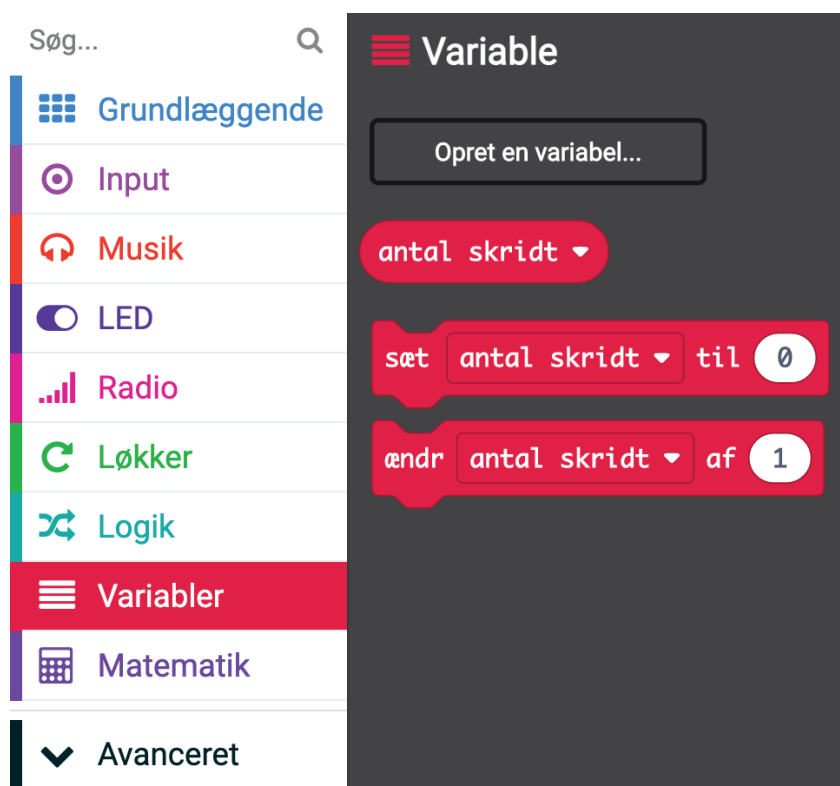 Søg...
Grundlæggende
Input
Musik
LED
Radio
Løkker
Logik
Variabler
Matematik
Avanceret
Variable
Opret en variabel...
antal skridt
sæt antal skridt til 0
ændr antal skridt af 1